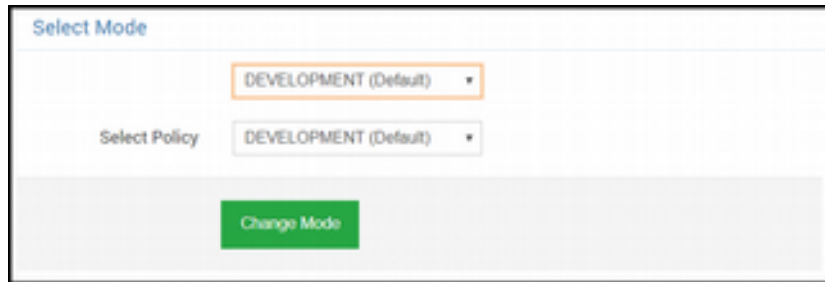 Select Mode
DEVELOPMENT (Default)
Select Policy DEVELOPMENT (Default)
Change Mode